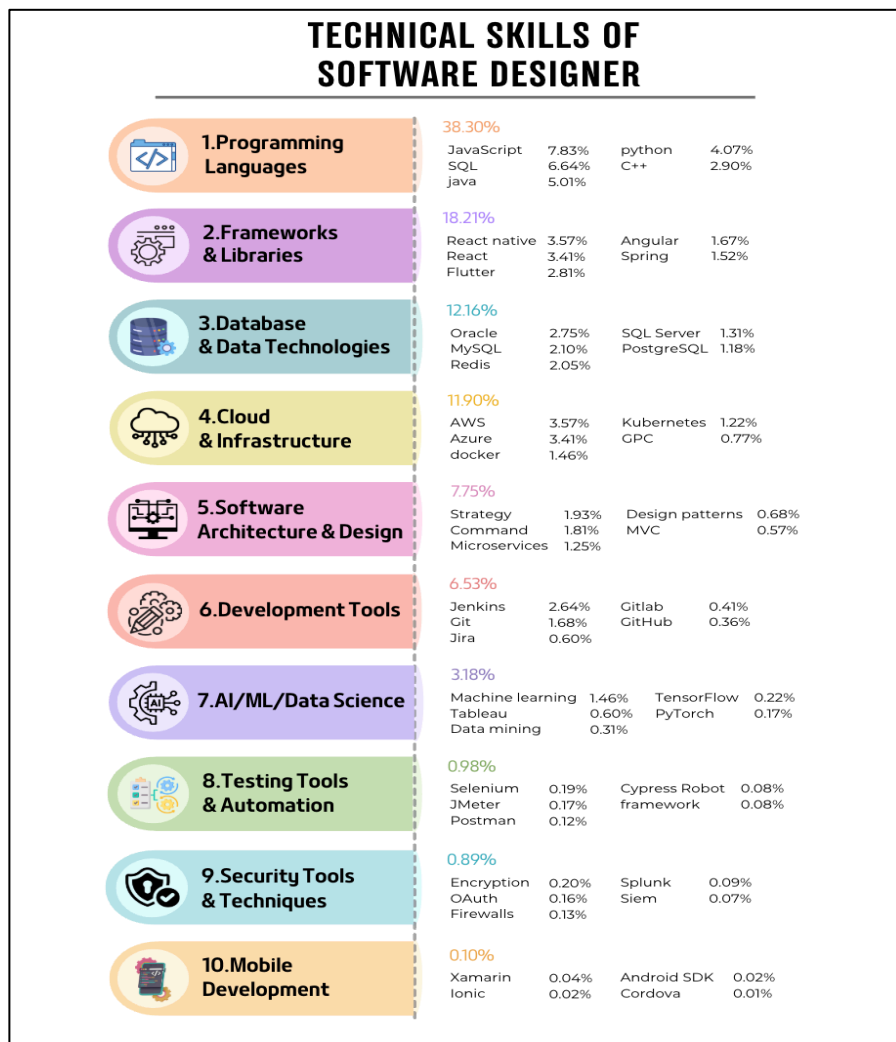 TECHNICAL SKILLS OF
SOFTWARE DESIGNER
1.Programming
Languages
38.30%
JavaScript 7.83% python 4.07%
SQL 6.64% C++ 2.90%
java 5.01%
2.Frameworks
& Libraries
18.21%
React native 3.57% Angular 1.67%
React 3.41% Spring 1.52%
Flutter 2.81%
3.Database
& Data Technologies
12.16%
Oracle 2.75% SQL Server 1.31%
MySQL 2.10% PostgreSQL 1.18%
Redis 2.05%
4.Cloud
& Infrastructure
11.90%
AWS 3.57% Kubernetes 1.22%
Azure 3.41% GPC 0.77%
docker 1.46%
5.Software
Architecture & Design
7.75%
Strategy 1.93% Design patterns 0.68%
Command 1.81% MVC 0.57%
Microservices 1.25%
6.Development Tools
6.53%
Jenkins 2.64% Gitlab 0.41%
Git 1.68% GitHub 0.36%
Jira 0.60%
AI
7.AI/ML/Data Science
3.18%
Machine learning 1.46% TensorFlow 0.22%
Tableau 0.60% PyTorch 0.17%
Data mining 0.31%
8.Testing Tools
& Automation
0.98%
Selenium 0.19% Cypress Robot 0.08%
JMeter 0.17% framework 0.08%
Postman 0.12%
9.Security Tools
& Techniques
0.89%
Encryption 0.20% Splunk 0.09%
OAuth 0.16% Siem 0.07%
Firewalls 0.13%
10.Mobile
Development
0.10%
Xamarin 0.04% Android SDK 0.02%
Ionic 0.02% Cordova 0.01%